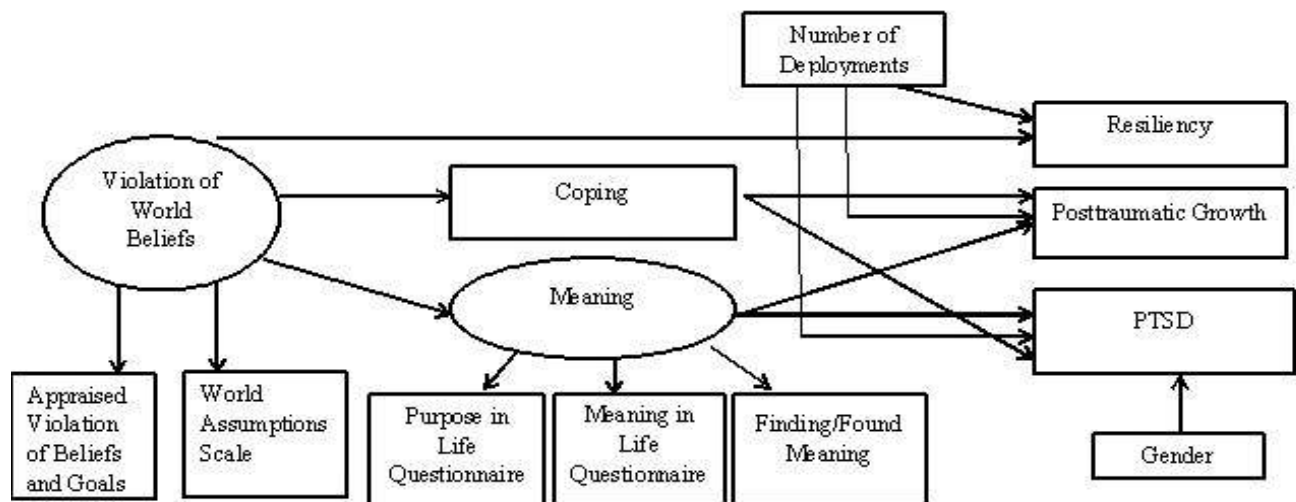 Number of
Deployments
Resiliency
Violation of
World
Beliefs
Coping
Posttraumatic Growth
Meaning
PTSD
Appraised
Violation
of Beliefs
and Goals
World
Assumptions
Scale
Purpose in
Life
Questionnaire
Meaning in
Life
Questionnaire
Finding/Found
Meaning
Gender